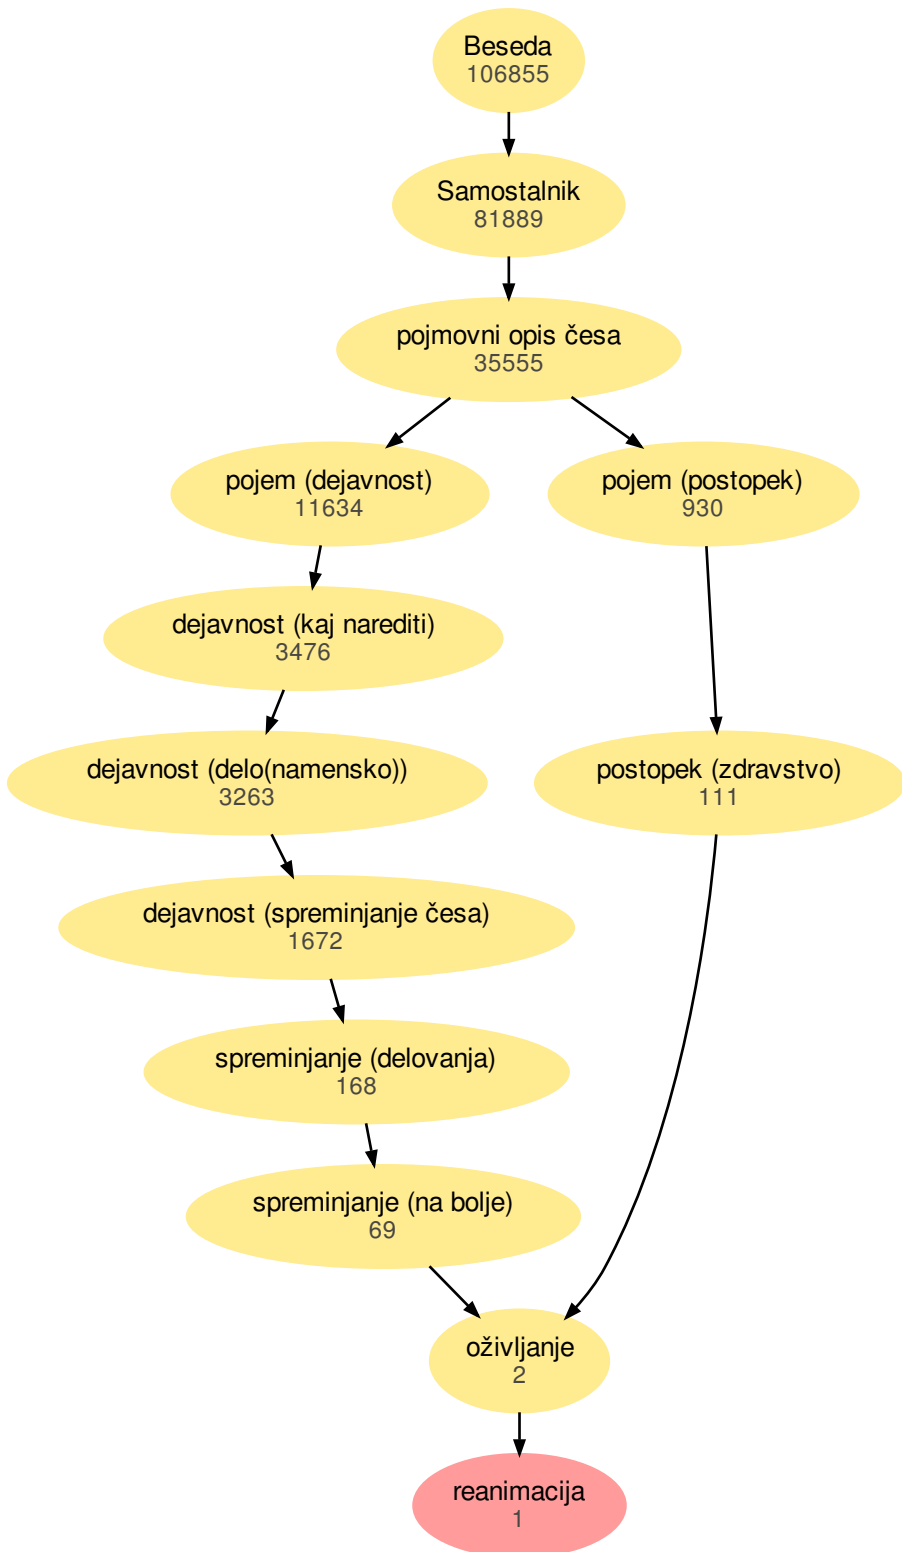 Beseda
106855
Samostalnik
81889
pojmovni opis česa
35555
pojem (dejavnost)
11634
pojem (postopek)
930
dejavnost (kaj narediti)
3476
dejavnost (delo(namensko))
3263
postopek (zdravstvo)
111
dejavnost (spreminjanje česa)
1672
spreminjanje (delovanja)
168
spreminjanje (na bolje)
69
oživljanje
2
reanimacija
1